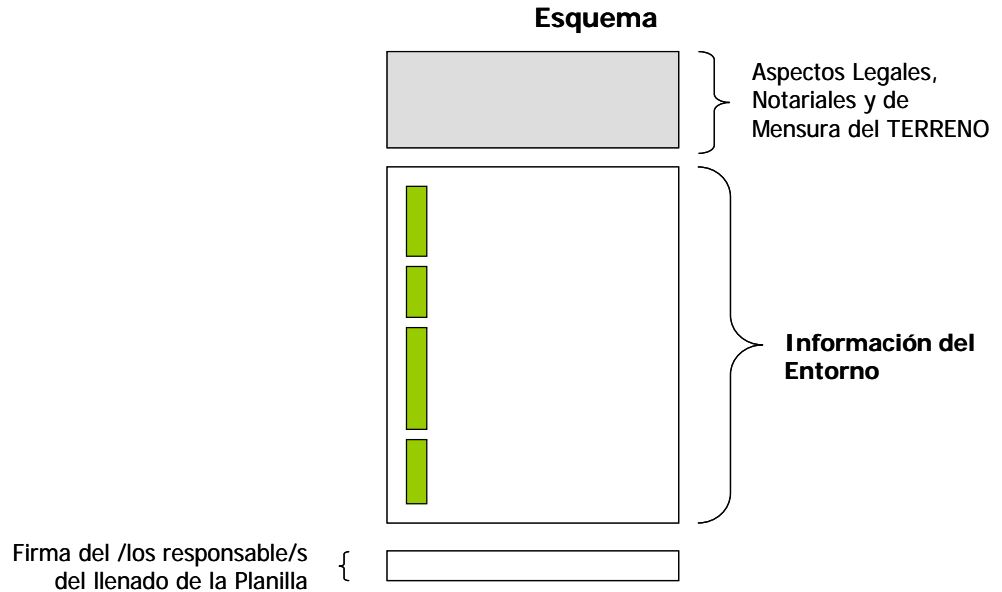 Esquema
Aspectos Legales,
Notariales y de
Mensura del TERRENO
Información del
Entorno
Firma del /los responsable/s
del llenado de la Planilla